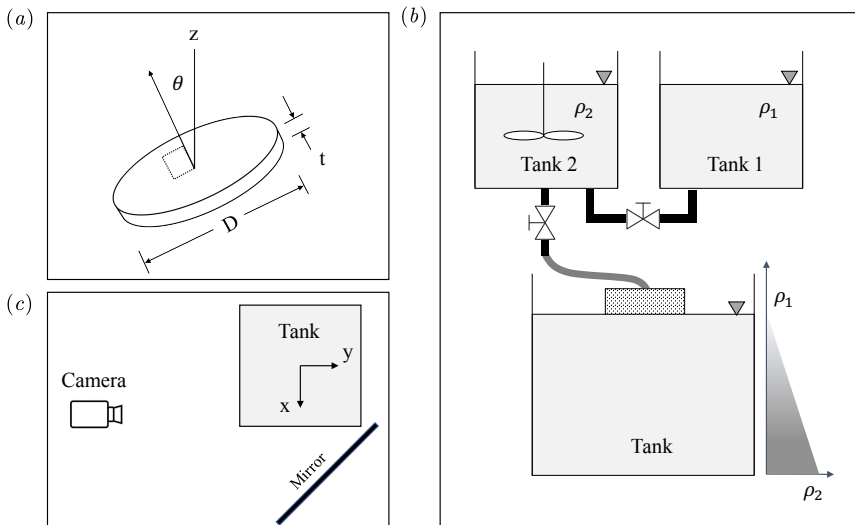 (a)
z
θ
t
D
(b)
ρ₂
ρ₁
Tank 2
Tank 1
ρ₁
Tank
ρ₂
(c)
Tank
y
x
Camera
Mirror